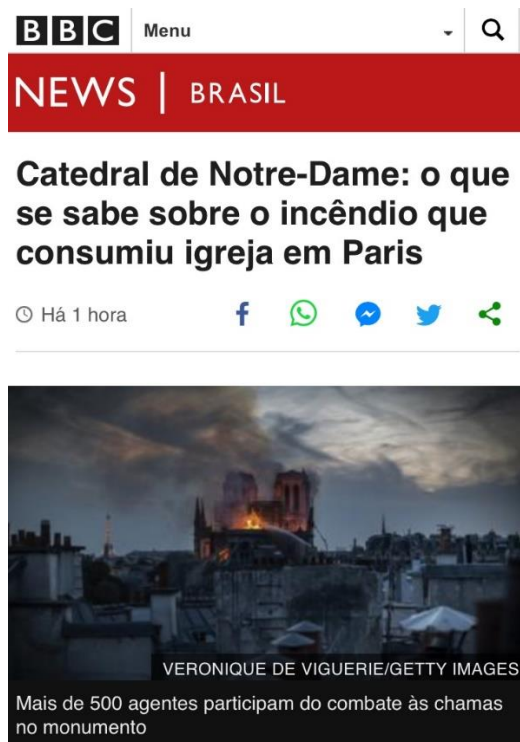 BBC Menu
NEWS | BRASIL
Catedral de Notre-Dame: o que
se sabe sobre o incêndio que
consumiu igreja em Paris
Há 1 hora
VERONIQUE DE VIGUERIE/GETTY IMAGES
Mais de 500 agentes participam do combate às chamas
no monumento